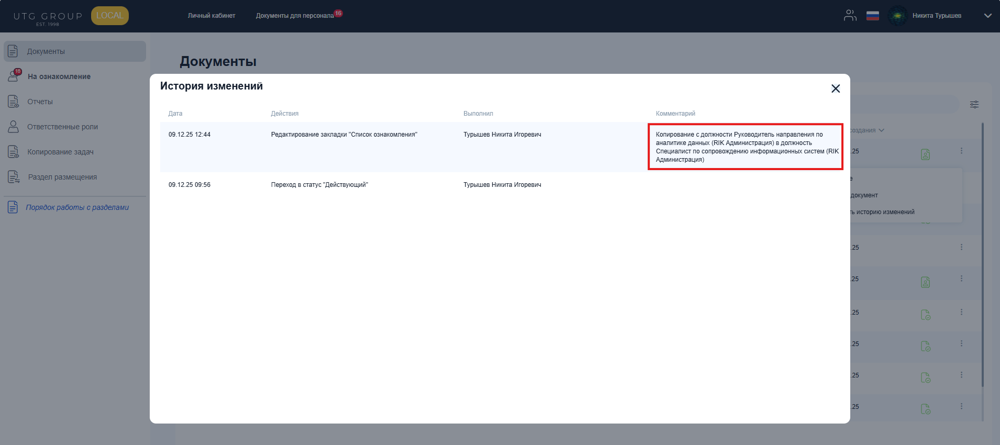 UTG GROUP
EST. 1998
LOCAL
Личный кабинет
Документы для персонала
16
Никита Турышев
Документы
16
На ознакомление
Отчеты
Ответственные роли
Копирование задач
Раздел размещения
Порядок работы с разделами
Документы
История изменений
Дата
Действия
Выполнил
Комментарий
09.12.25 12:44
Редактирование закладки "Список ознакомления"
Турышев Никита Игоревич
Копирование с должности Руководитель направления по
аналитике данных (RIK Администрация) в должность
Специалист по сопровождению информационных систем (RIK
Администрация)
09.12.25 09:56
Переход в статус "Действующий"
Турышев Никита Игоревич
создания
.25
е
документ
ть историю изменений
.25
.25
.25
.25
.25
.25